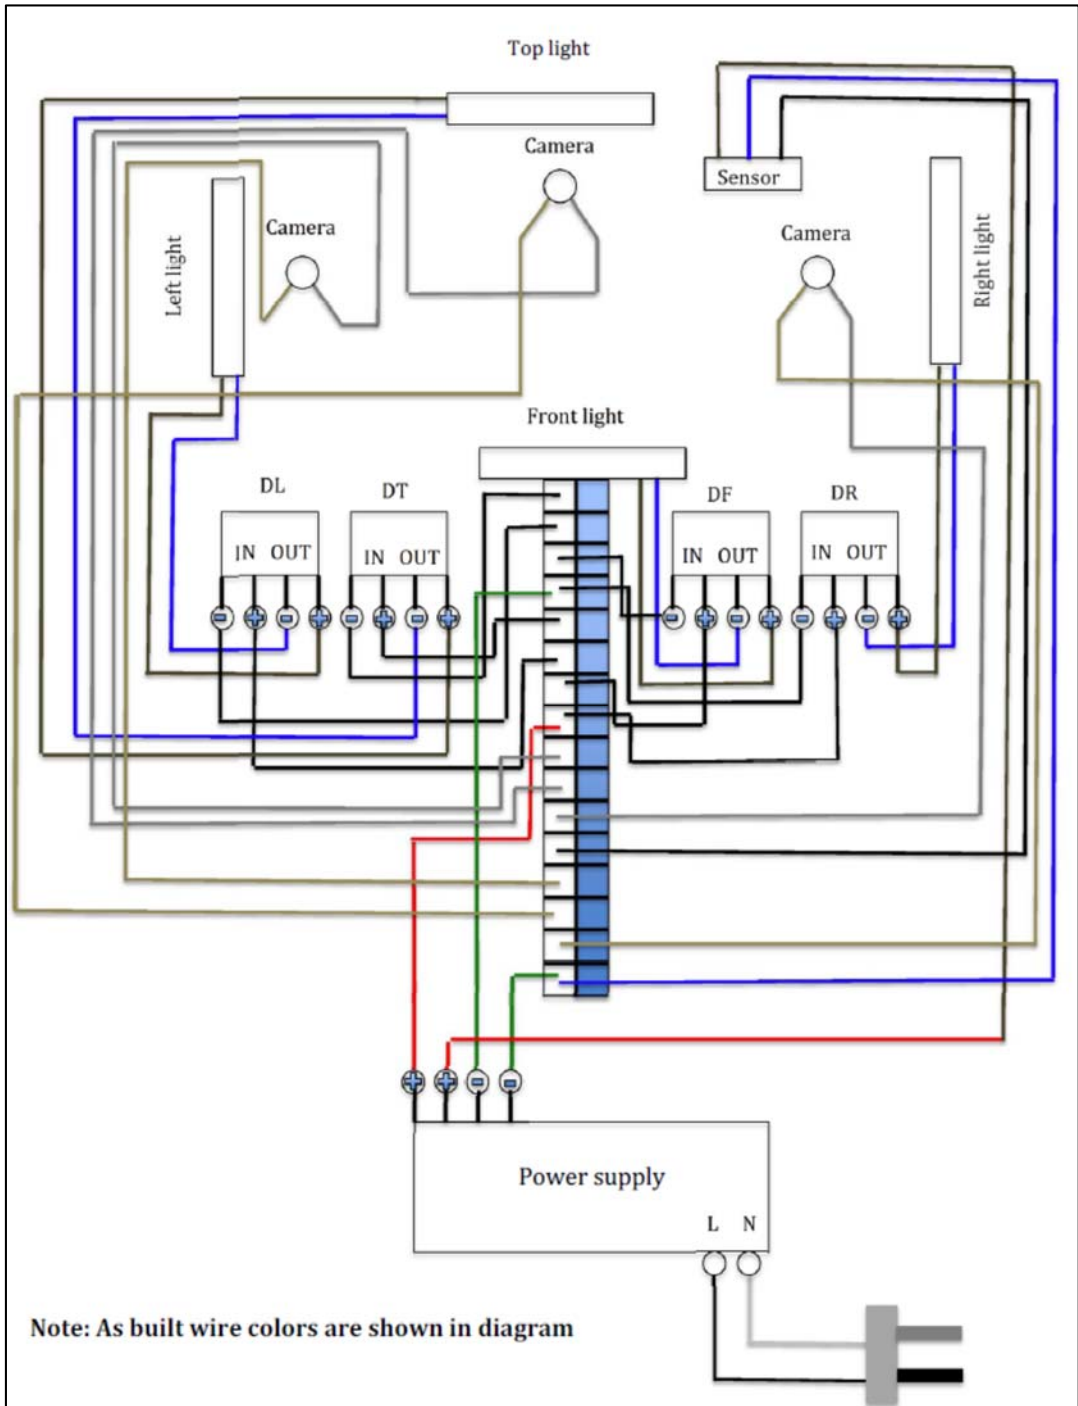 Top light
Camera
Sensor
Camera
Camera
Left light
Right light
Front light
DL
DT
DF
DR
IN OUT
IN OUT
IN OUT
IN OUT
- + - +
- + - +
- + - +
- + - +
+ + - -
Power supply
L N
Note: As built wire colors are shown in diagram